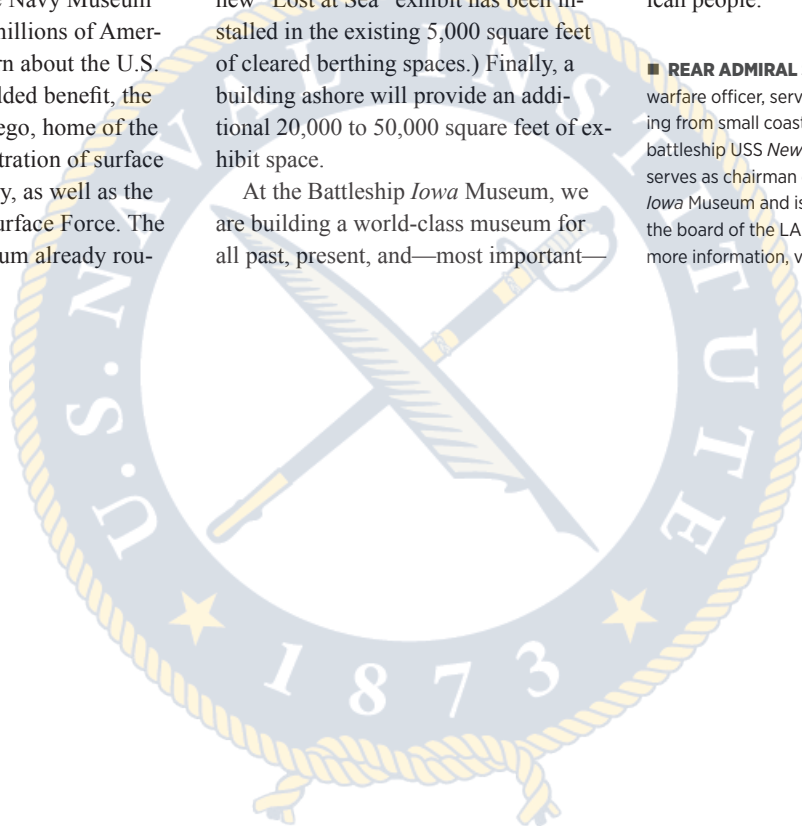 e Navy Museum
millions of Amer-
rn about the U.S.
lded benefit, the
ego, home of the
tration of surface
y, as well as the
urface Force. The
um already rou-
new “Lost at Sea” exhibit has been in-
stalled in the existing 5,000 square feet
of cleared berthing spaces.) Finally, a
building ashore will provide an addi-
tional 20,000 to 50,000 square feet of ex-
hibit space.
At the Battleship Iowa Museum, we
are building a world-class museum for
all past, present, and—most important—
ican people.
■ REAR ADMIRAL
warfare officer, serv
ing from small coast
battleship USS New
serves as chairman
Iowa Museum and is
the board of the LA
more information, v
U.S. NAVAL INSTITUTE
1873